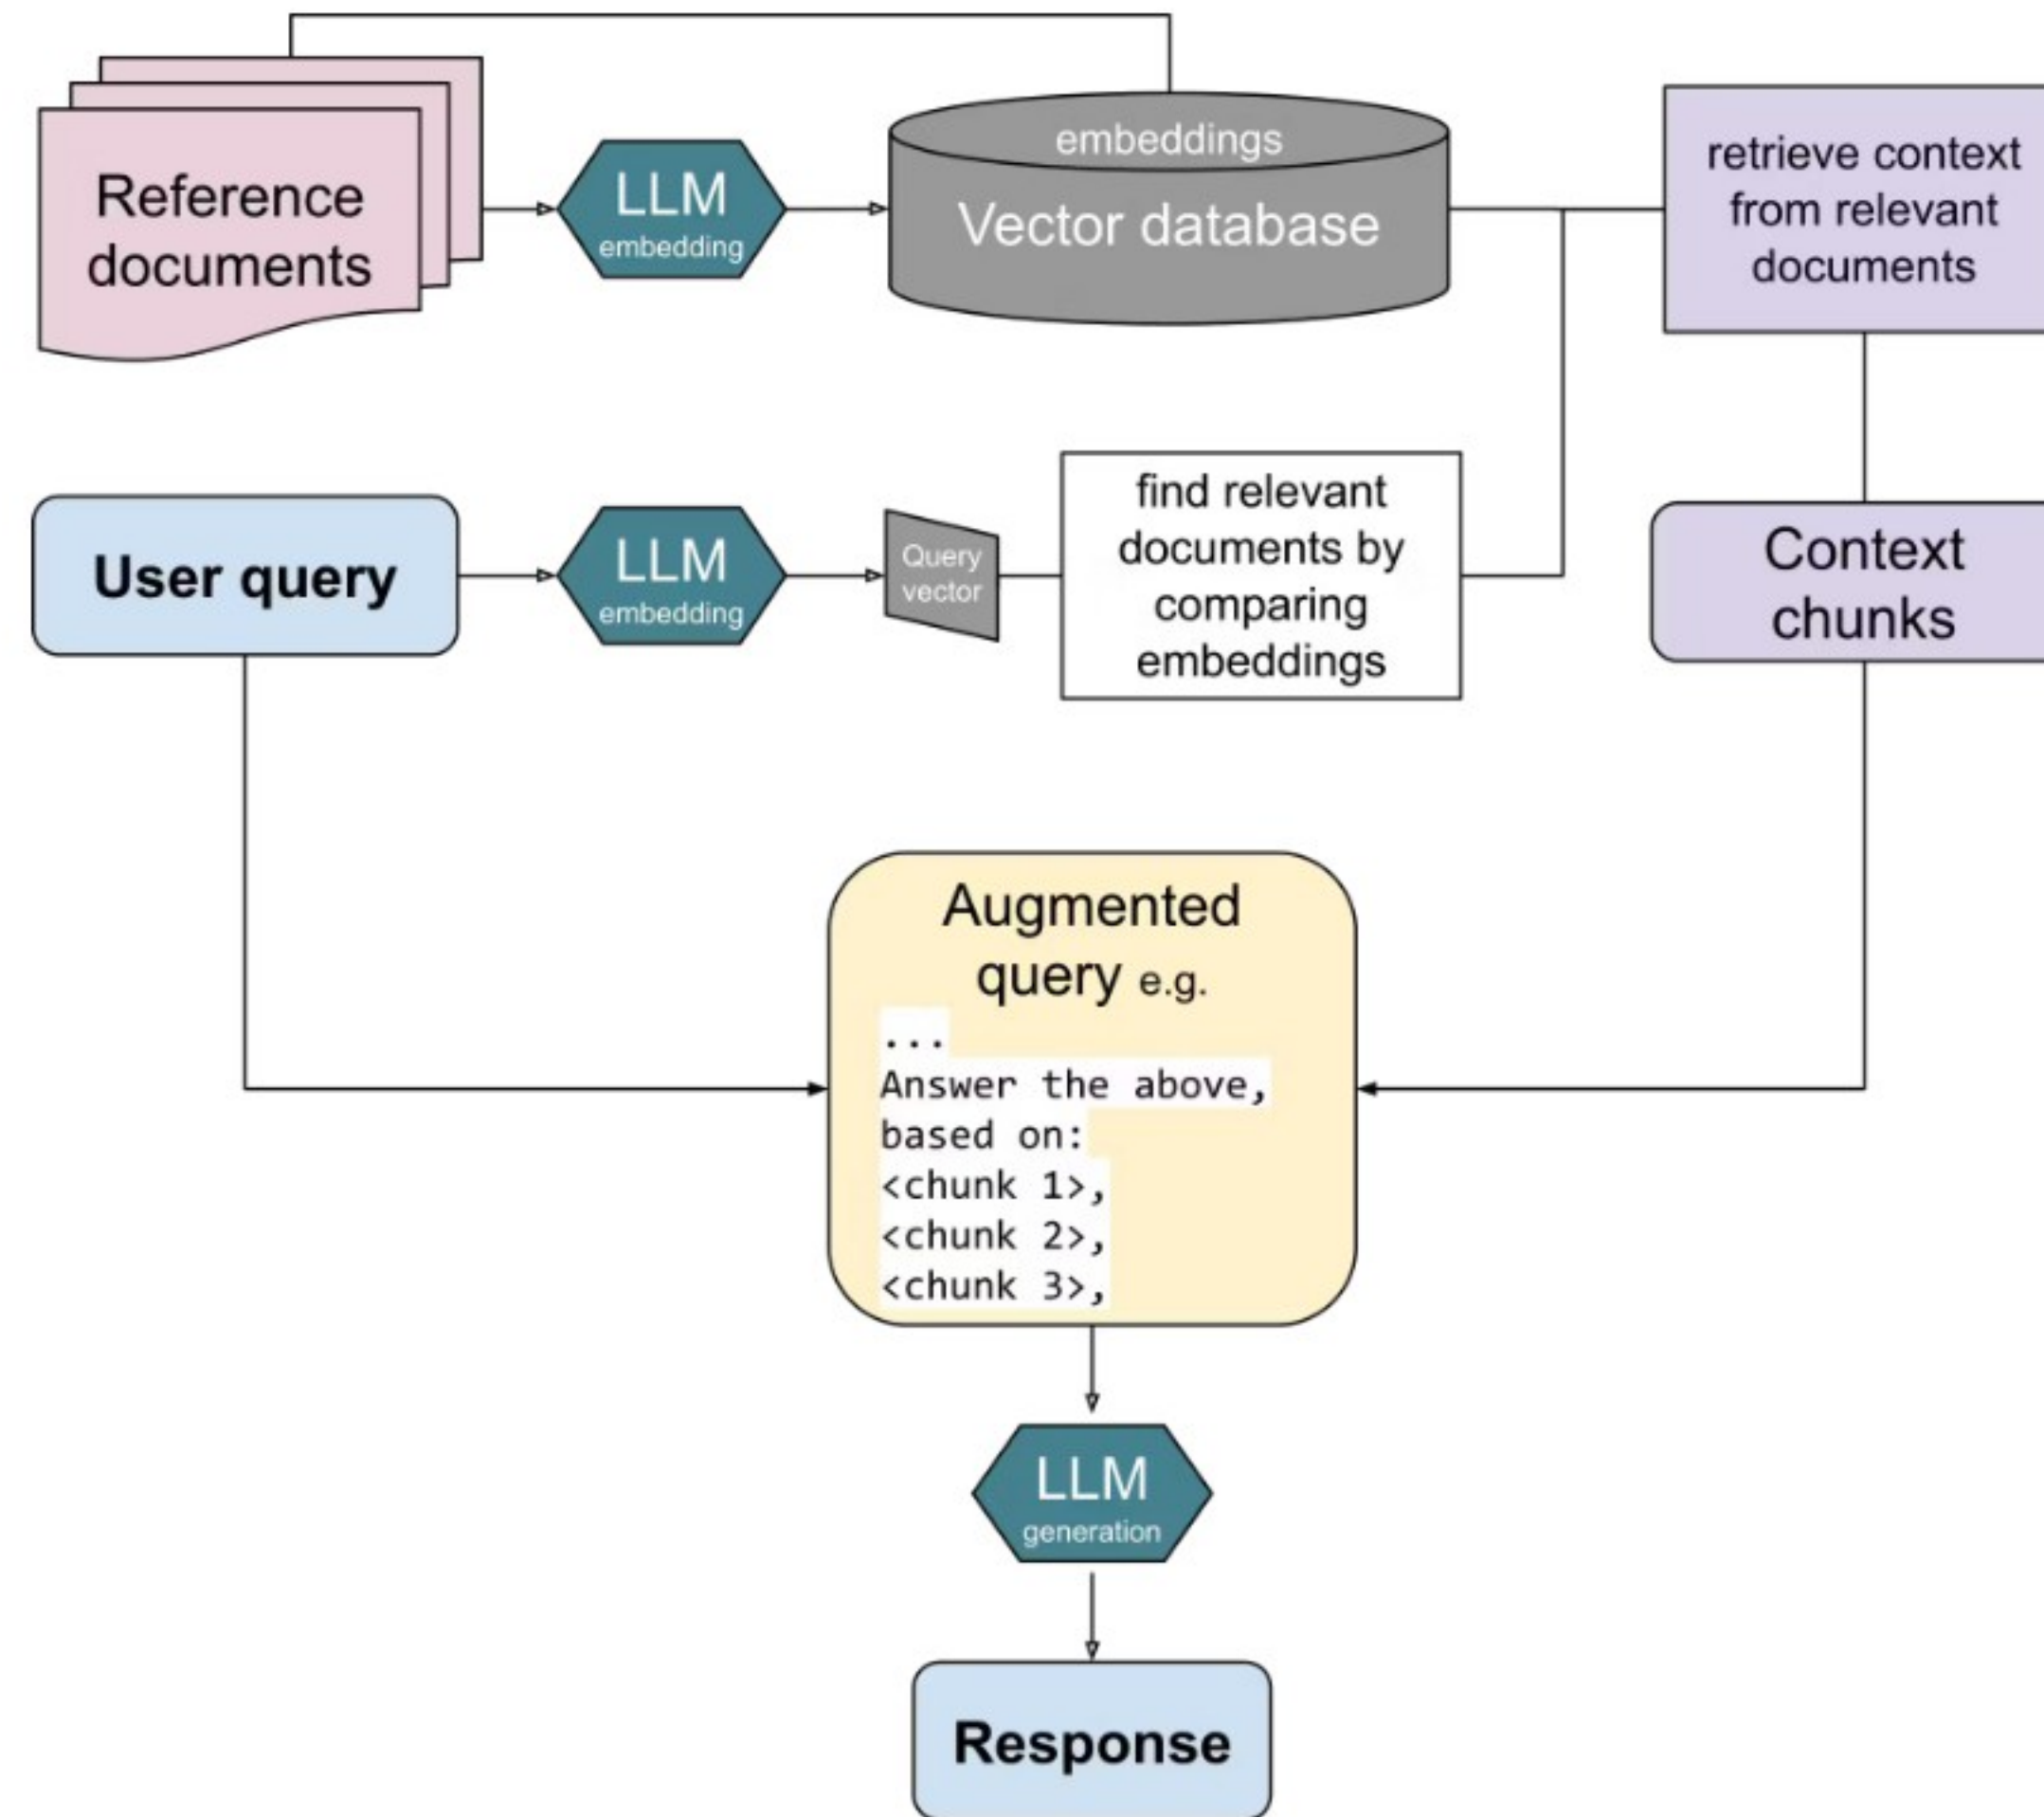 Reference
documents
LLM
embedding
embeddings
Vector database
retrieve context
from relevant
documents
User query
LLM
embedding
Query
vector
find relevant
documents by
comparing
embeddings
Context
chunks
Augmented
query e.g.
...
Answer the above,
based on:
<chunk 1>,
<chunk 2>,
<chunk 3>,
LLM
generation
Response